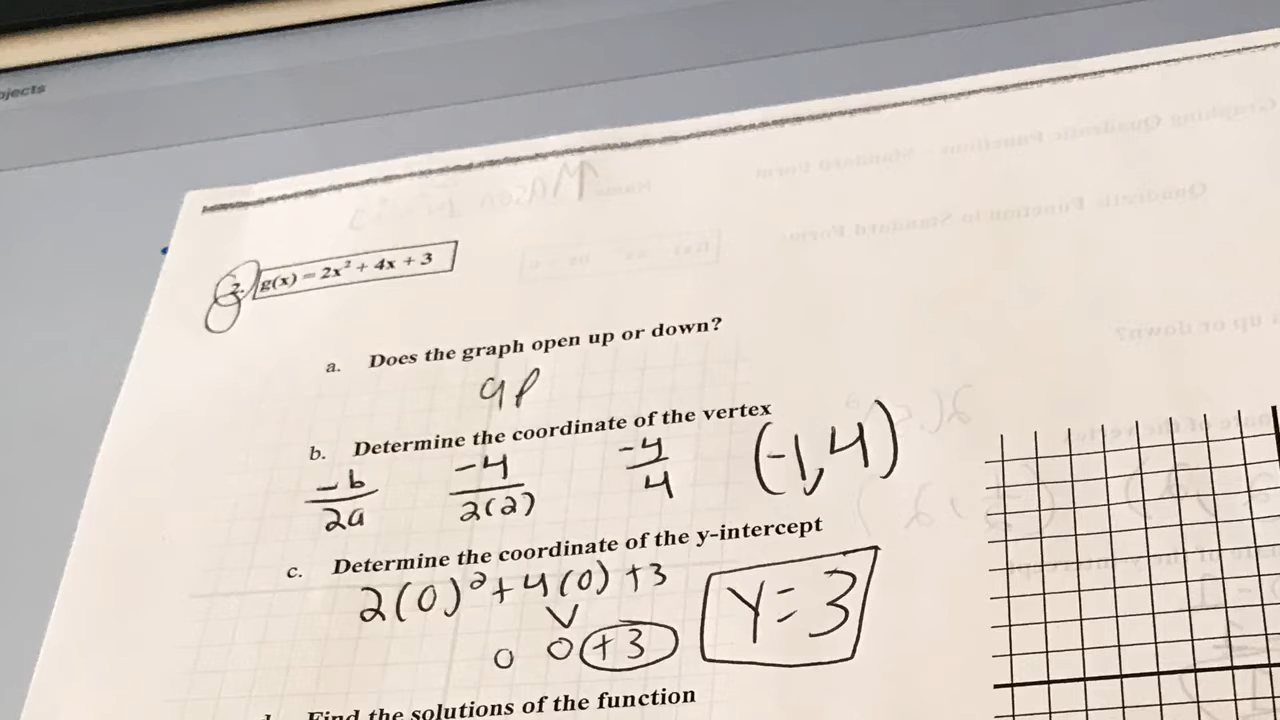 ojects
2. g(x) = 2x² + 4x + 3
a. Does the graph open up or down?
up
b. Determine the coordinate of the vertex
-b/2a -4/2(2) -4/4 (-1, 4)
c. Determine the coordinate of the y-intercept
2(0)²+4(0)+3
0 0+3 Y=3
Find the solutions of the function